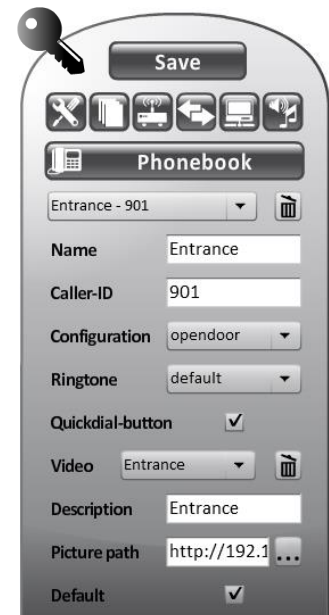 Save
Phonebook
Entrance - 901
Name Entrance
Caller-ID 901
Configuration opendoor
Ringtone default
Quickdial-button
Video Entrance
Description Entrance
Picture path http://192.1 ...
Default